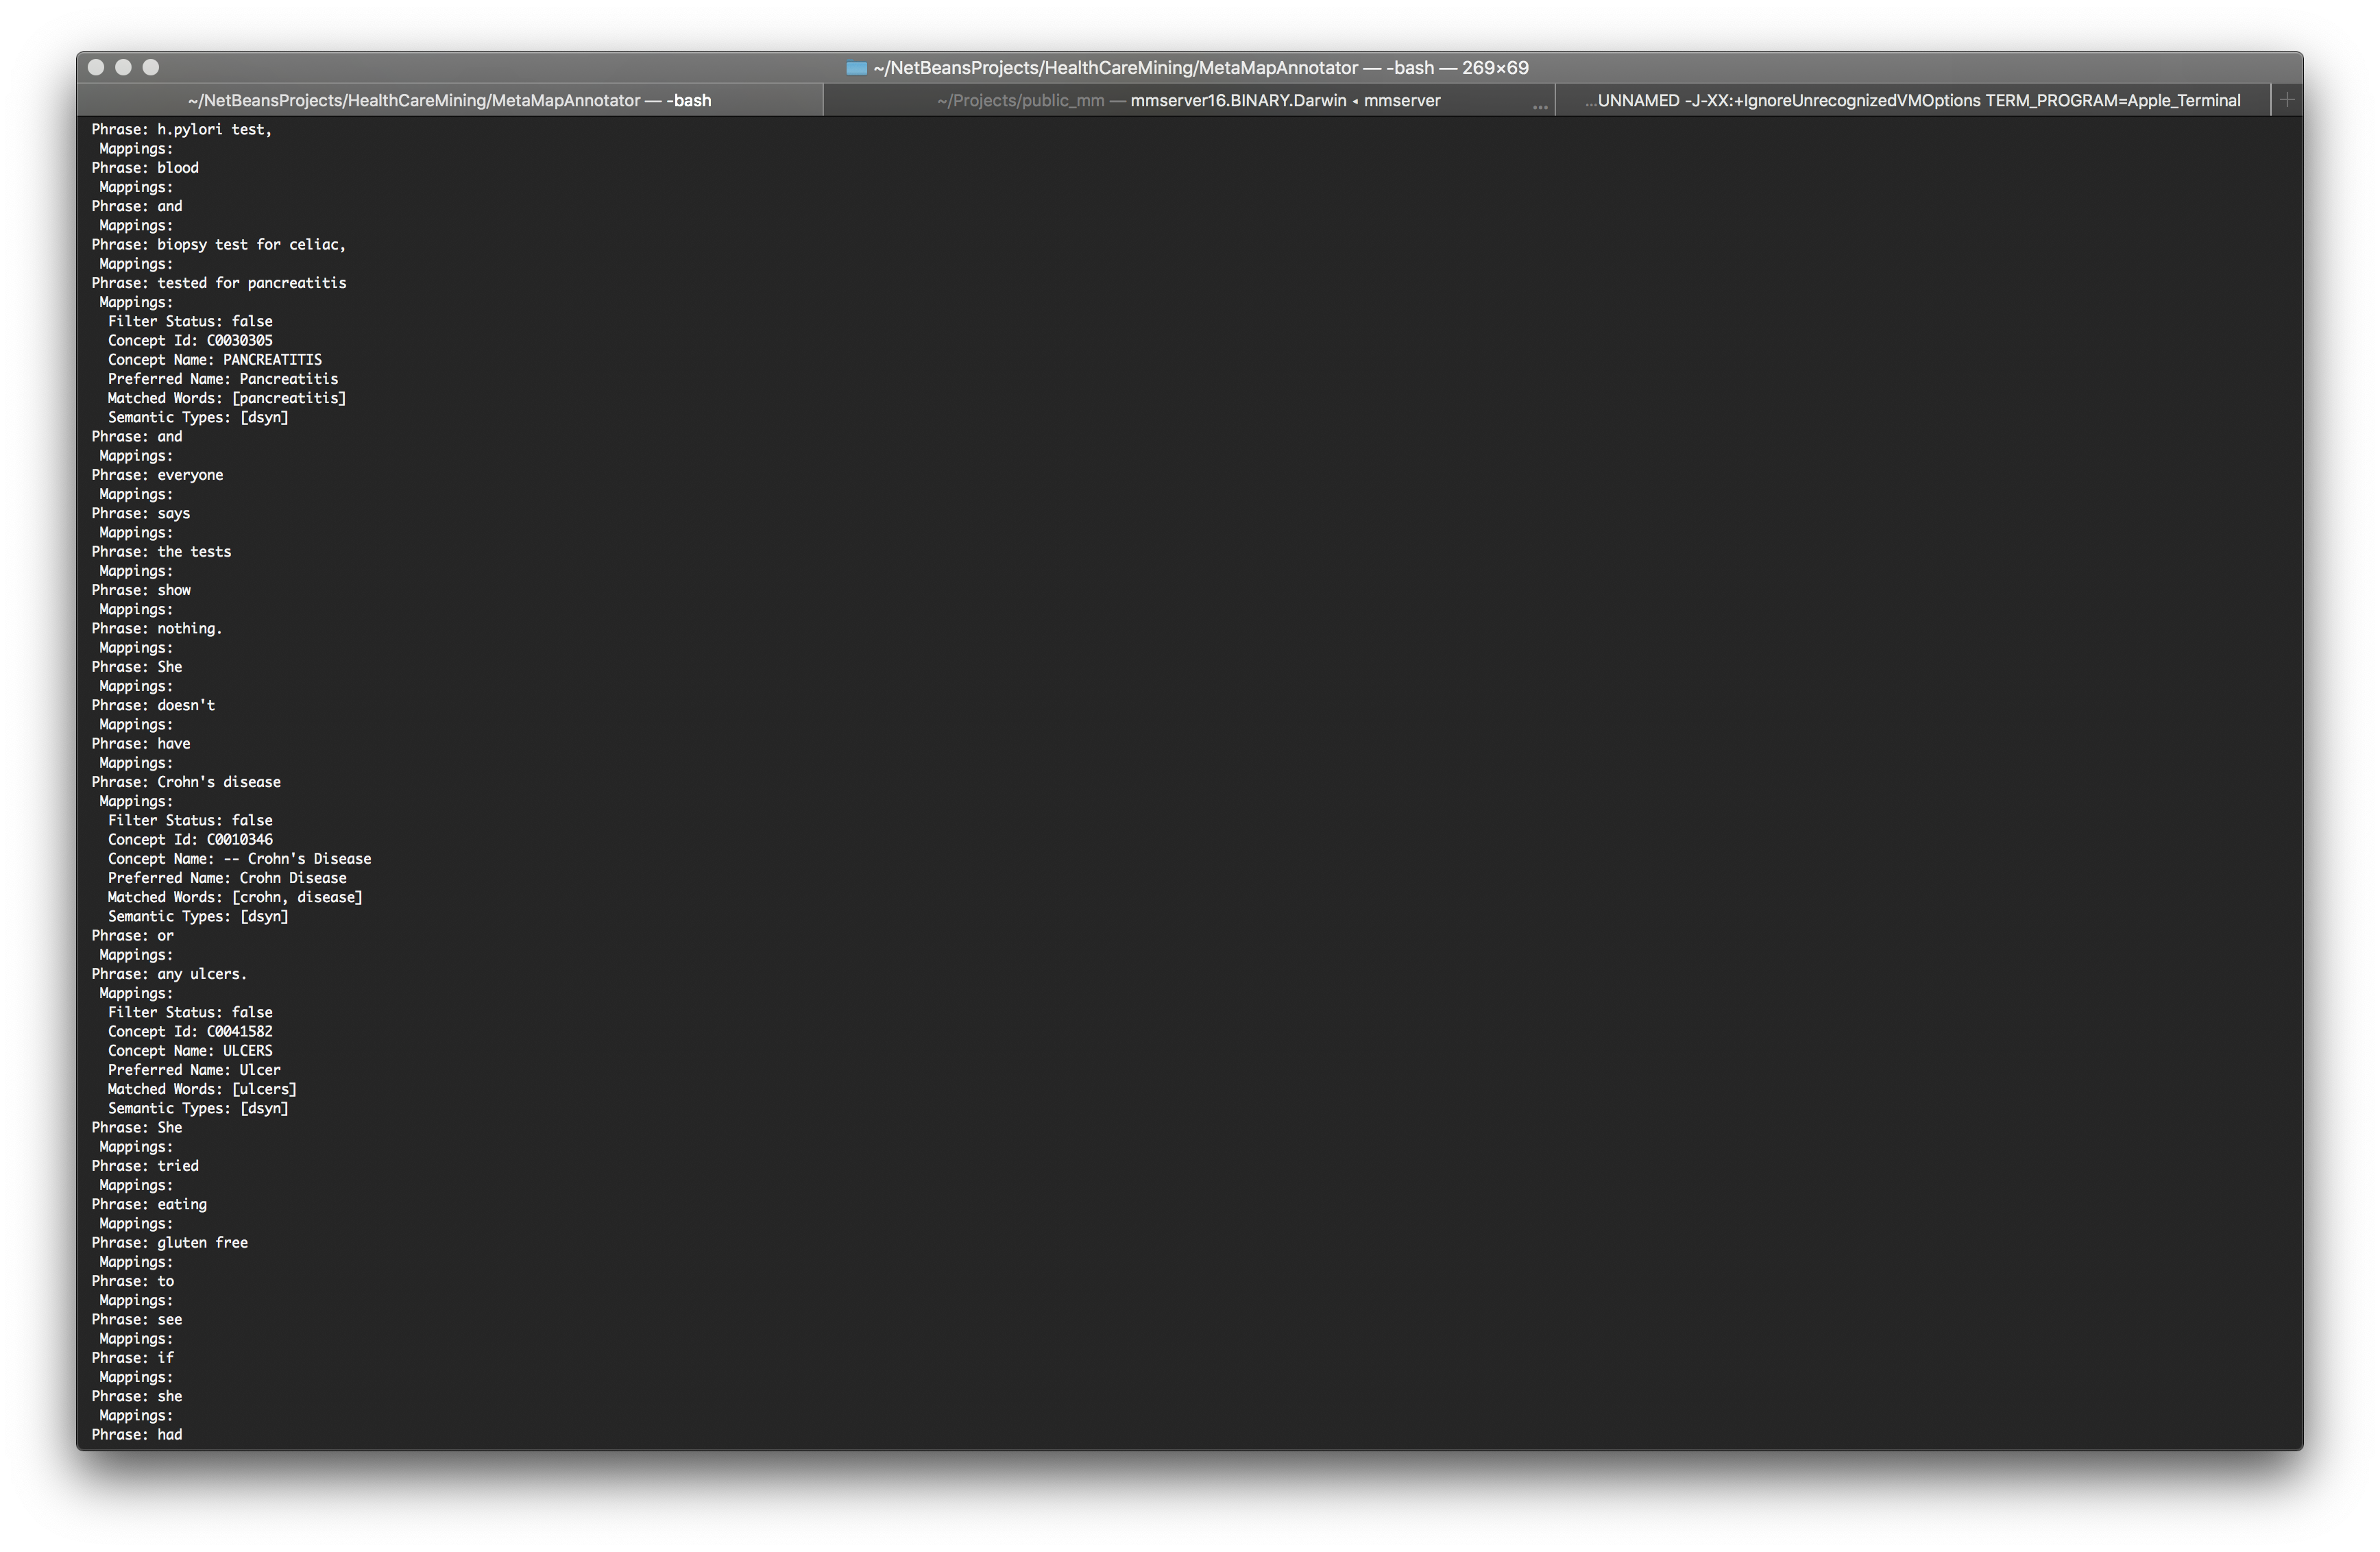 ~/NetBeansProjects/HealthCareMining/MetaMapAnnotator — -bash — 269×69
~/NetBeansProjects/HealthCareMining/MetaMapAnnotator — -bash
~/Projects/public_mm — mmserver16.BINARY.Darwin ◂ mmserver
...
...UNNAMED -J-XX:+IgnoreUnrecognizedVMOptions TERM_PROGRAM=Apple_Terminal
+
Phrase: h.pylori test,
Mappings:
Phrase: blood
Mappings:
Phrase: and
Mappings:
Phrase: biopsy test for celiac,
Mappings:
Phrase: tested for pancreatitis
Mappings:
Filter Status: false
Concept Id: C0030305
Concept Name: PANCREATITIS
Preferred Name: Pancreatitis
Matched Words: [pancreatitis]
Semantic Types: [dsyn]
Phrase: and
Mappings:
Phrase: everyone
Mappings:
Phrase: says
Mappings:
Phrase: the tests
Mappings:
Phrase: show
Mappings:
Phrase: nothing.
Mappings:
Phrase: She
Mappings:
Phrase: doesn't
Mappings:
Phrase: have
Mappings:
Phrase: Crohn's disease
Mappings:
Filter Status: false
Concept Id: C0010346
Concept Name: -- Crohn's Disease
Preferred Name: Crohn Disease
Matched Words: [crohn, disease]
Semantic Types: [dsyn]
Phrase: or
Mappings:
Phrase: any ulcers.
Mappings:
Filter Status: false
Concept Id: C0041582
Concept Name: ULCERS
Preferred Name: Ulcer
Matched Words: [ulcers]
Semantic Types: [dsyn]
Phrase: She
Mappings:
Phrase: tried
Mappings:
Phrase: eating
Mappings:
Phrase: gluten free
Mappings:
Phrase: to
Mappings:
Phrase: see
Mappings:
Phrase: if
Mappings:
Phrase: she
Mappings:
Phrase: had